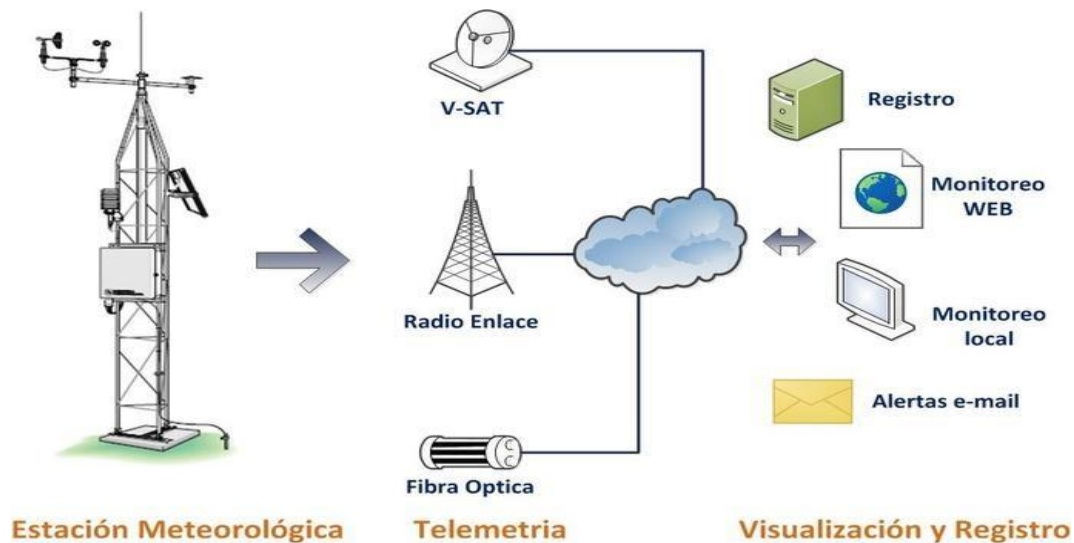 V-SAT
Registro
Monitoreo
WEB
Radio Enlace
Monitoreo
local
Alertas e-mail
Fibra Optica
Estación Meteorológica
Telemetria
Visualización y Registro